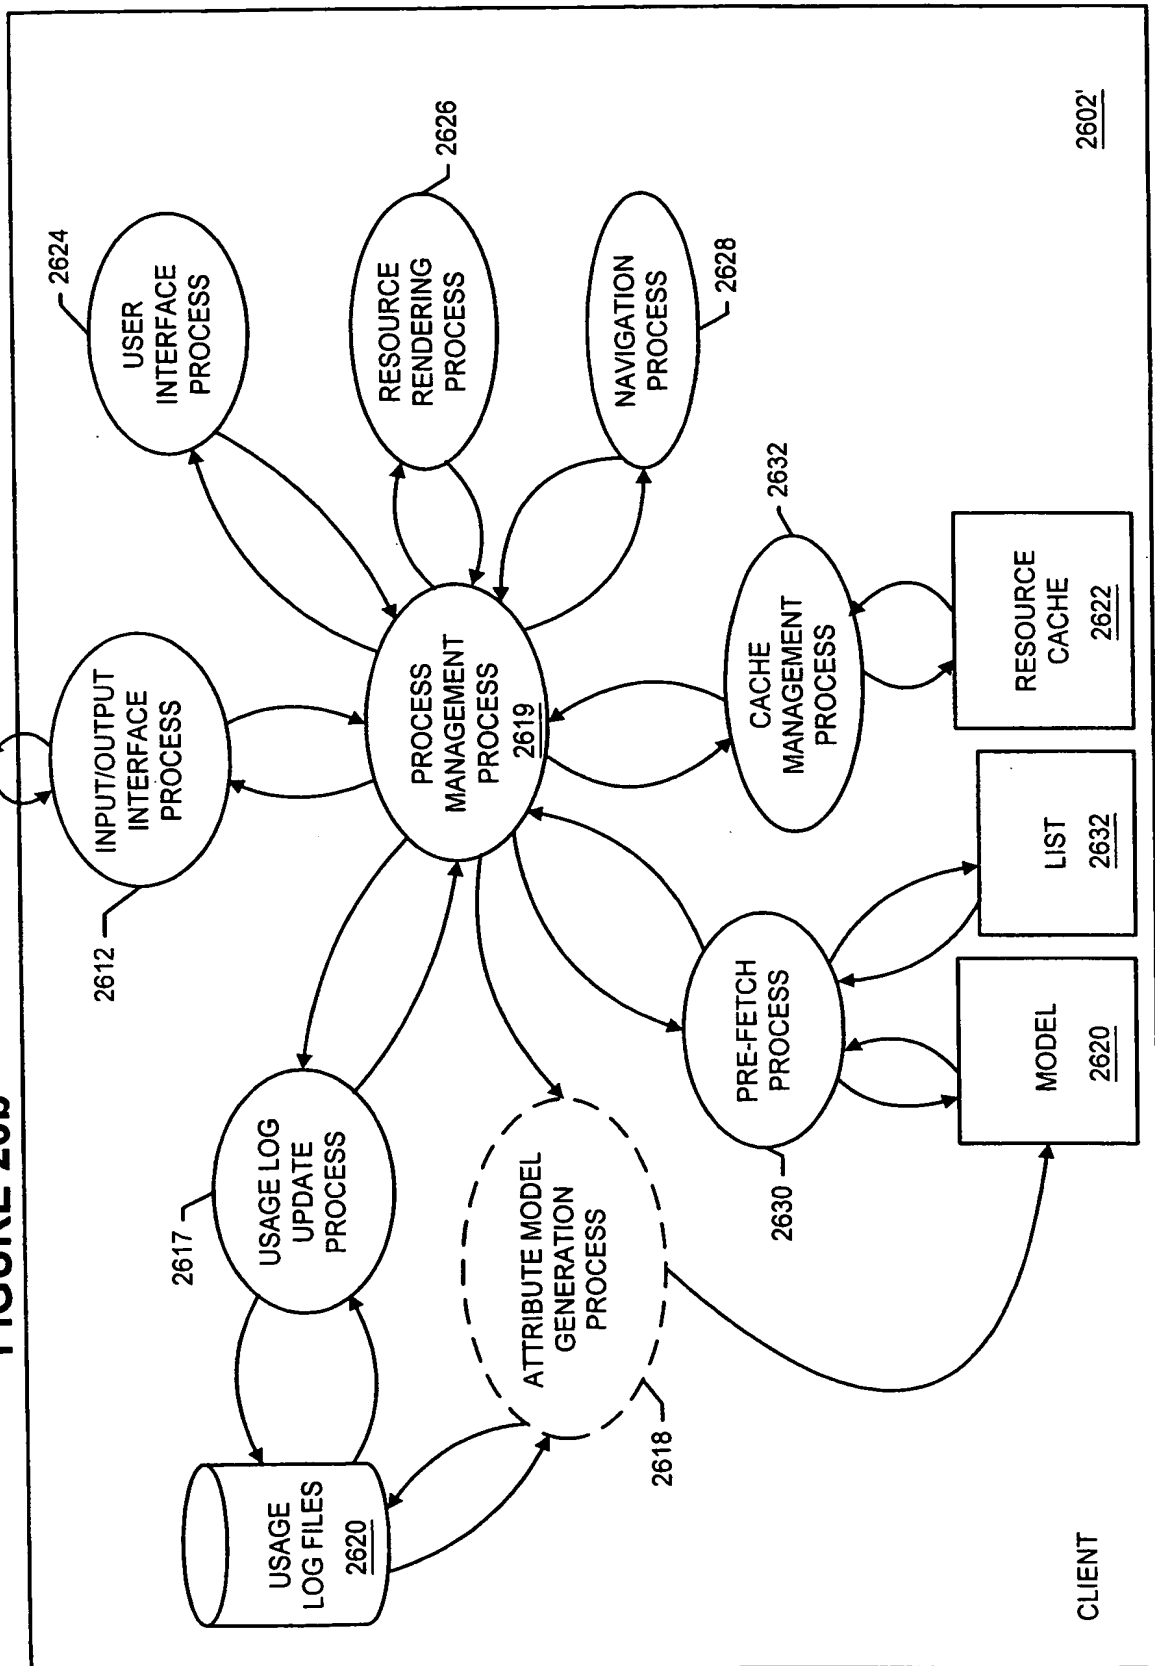 FIGURE 26b
2612
INPUT/OUTPUT
INTERFACE
PROCESS
2624
USER
INTERFACE
PROCESS
2617
USAGE LOG
UPDATE
PROCESS
USAGE
LOG FILES
2620
PROCESS
MANAGEMENT
PROCESS
2619
RESOURCE
RENDERING
PROCESS
2626
ATTRIBUTE MODEL
GENERATION
PROCESS
2618
NAVIGATION
PROCESS
2628
PRE-FETCH
PROCESS
2630
CACHE
MANAGEMENT
PROCESS
2632
MODEL
2620
LIST
2632
RESOURCE
CACHE
2622
CLIENT
2602'